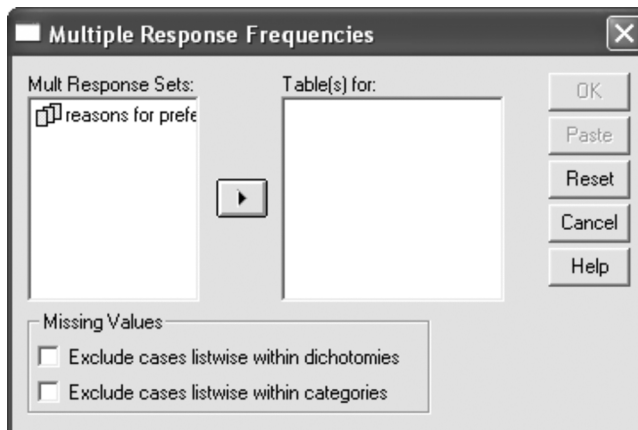 Multiple Response Frequencies
Mult Response Sets:
reasons for prefe
Table(s) for:
OK
Paste
Reset
Cancel
Help
Missing Values
Exclude cases listwise within dichotomies
Exclude cases listwise within categories